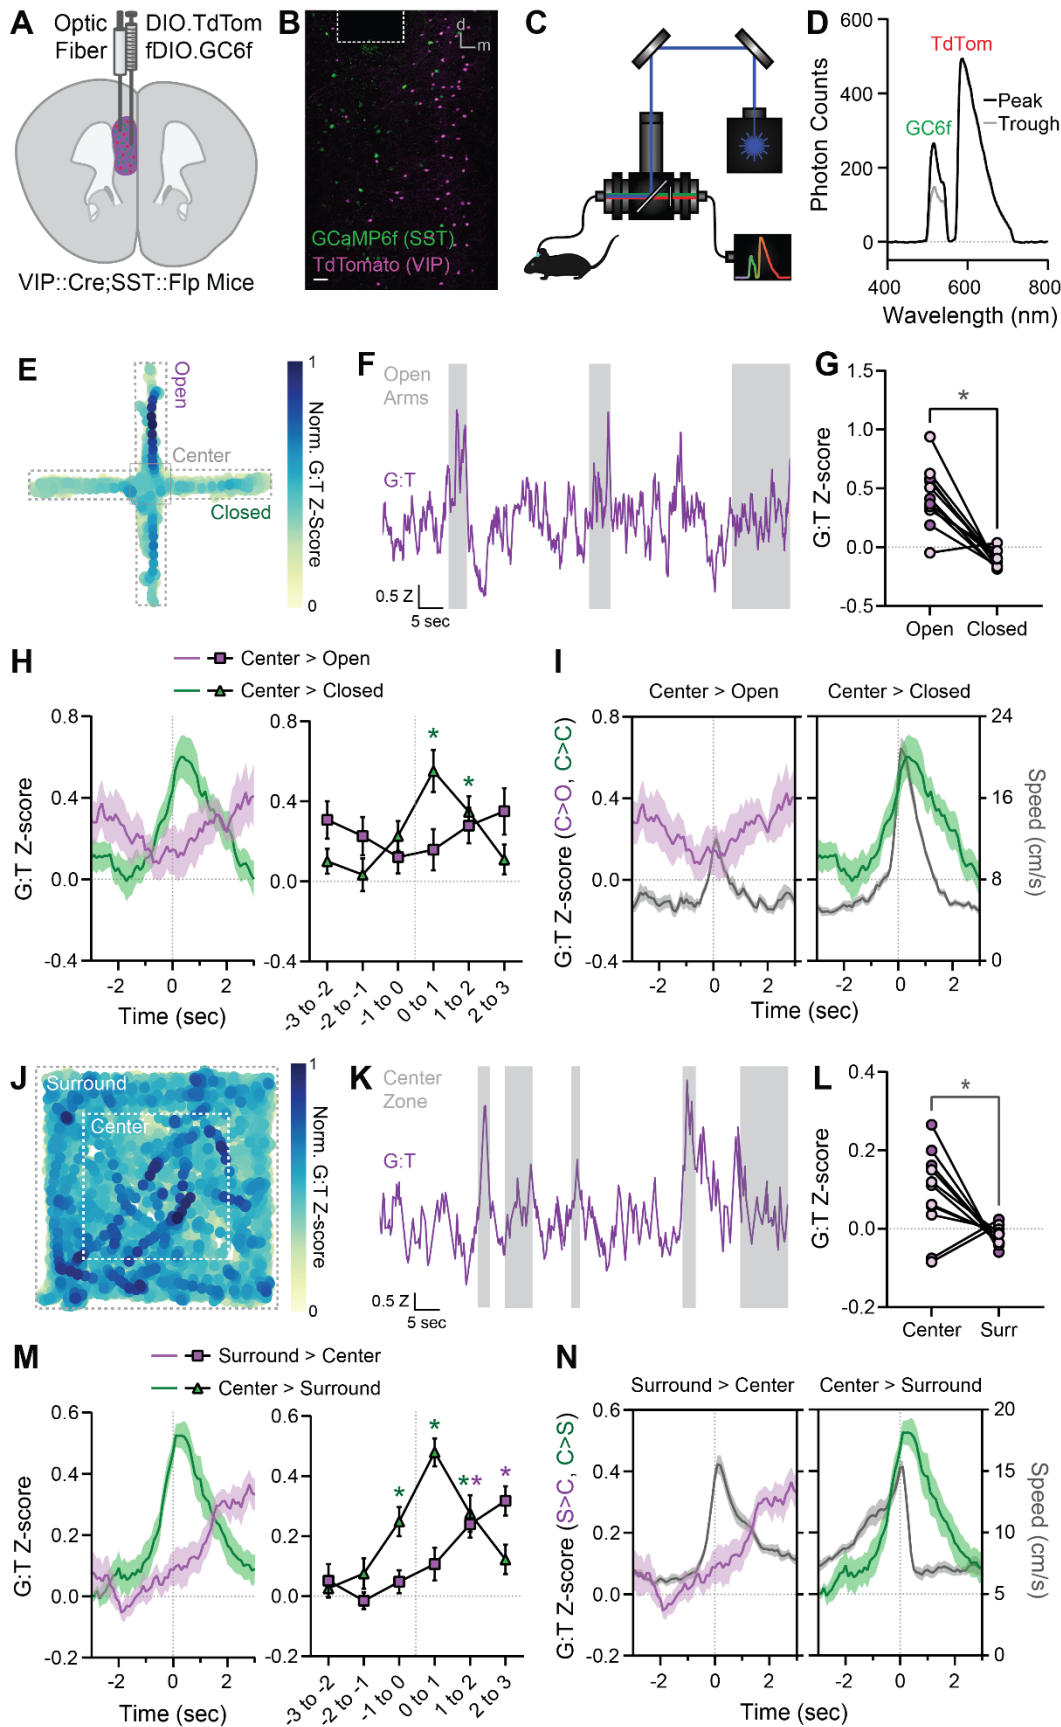 A
Optic
Fiber
DIO.TdTom
fDIO.GC6f
VIP::Cre;SST::Flp Mice
B
d
m
GCaMP6f (SST)
TdTomato (VIP)
C
D
Photon Counts
600
400
200
0
TdTom
GC6f
Peak
Trough
400 600 800
Wavelength (nm)
E
Open
Center
Closed
1
Norm. G:T Z-Score
0
F
Open
Arms
G:T
0.5 Z
5 sec
G
G:T Z-score
1.5
1.0
0.5
0.0
-0.5
*
Open Closed
H
Center > Open
Center > Closed
G:T Z-score
0.8
0.4
0.0
-0.4
-2 0 2
Time (sec)
0.8
0.4
0.0
-0.4
*
*
-3 to -2
-2 to -1
-1 to 0
0 to 1
1 to 2
2 to 3
I
Center > Open
Center > Closed
G:T Z-score (C>O, C>C)
0.8
0.4
0.0
-0.4
-2 0 2
-2 0 2
Time (sec)
24
16
8
0
Speed (cm/s)
J
Surround
Center
1
Norm. G:T Z-score
0
K
Center
Zone
G:T
0.5 Z
5 sec
L
G:T Z-score
0.4
0.2
0.0
-0.2
*
Center Surr
M
Surround > Center
Center > Surround
G:T Z-score
0.6
0.4
0.2
0.0
-0.2
-2 0 2
Time (sec)
0.6
0.4
0.2
0.0
-0.2
*
*
**
*
-3 to -2
-2 to -1
-1 to 0
0 to 1
1 to 2
2 to 3
N
Surround > Center
Center > Surround
G:T Z-score (S>C, C>S)
0.6
0.4
0.2
0.0
-0.2
-2 0 2
-2 0 2
Time (sec)
20
15
10
5
0
Speed (cm/s)